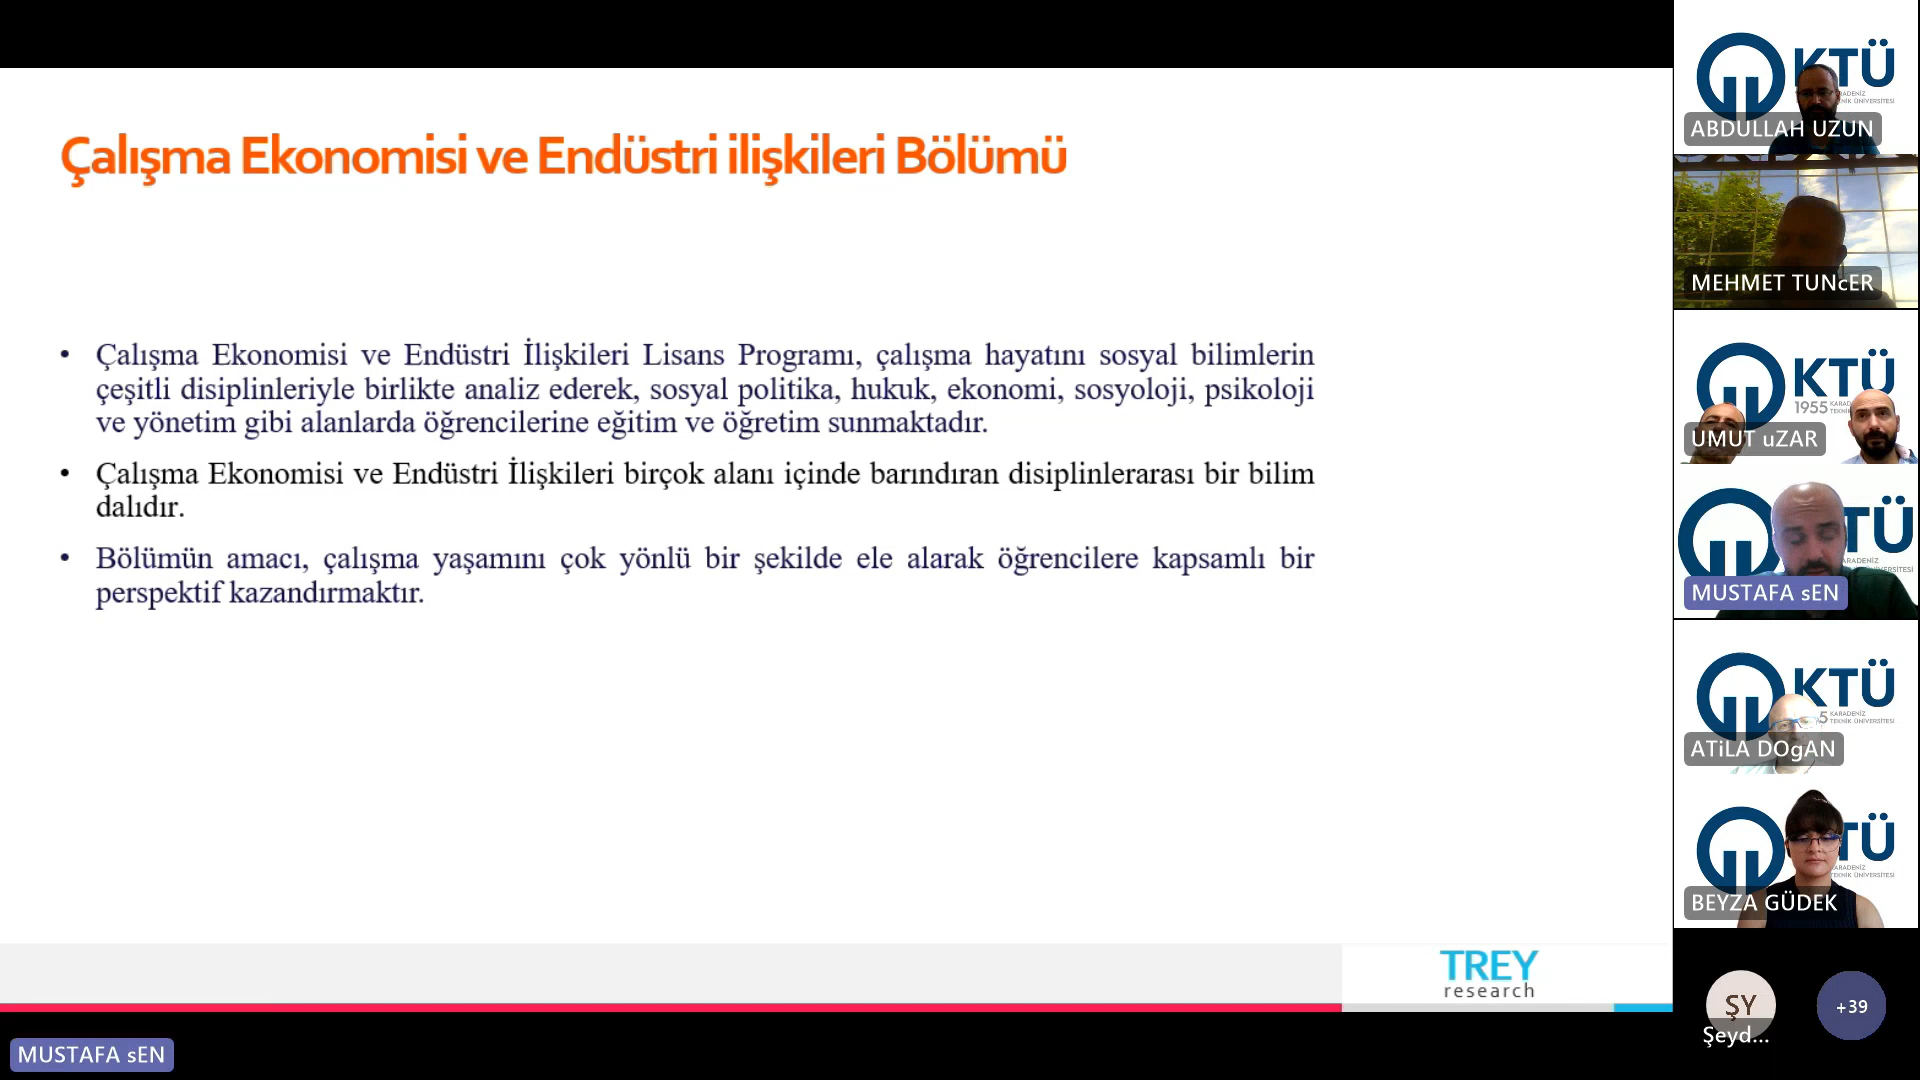 Çalışma Ekonomisi ve Endüstri ilişkileri Bölümü
• Çalışma Ekonomisi ve Endüstri İlişkileri Lisans Programı, çalışma hayatını sosyal bilimlerin
çeşitli disiplinleriyle birlikte analiz ederek, sosyal politika, hukuk, ekonomi, sosyoloji, psikoloji
ve yönetim gibi alanlarda öğrencilerine eğitim ve öğretim sunmaktadır.
• Çalışma Ekonomisi ve Endüstri İlişkileri birçok alanı içinde barındıran disiplinlerarası bir bilim
dalıdır.
• Bölümün amacı, çalışma yaşamını çok yönlü bir şekilde ele alarak öğrencilere kapsamlı bir
perspektif kazandırmaktır.
TREY
research
MUSTAFA sEN
KTÜ
ABDULLAH UZUN
MEHMET TUNcER
KTÜ
1955
UMUT uZAR
TÜ
MUSTAFA sEN
KTÜ
KARADENİZ
TEKNİK ÜNİVERSİTESİ
ATiLA DOgAN
TÜ
BEYZA GÜDEK
ŞY
Şeyd...
+39